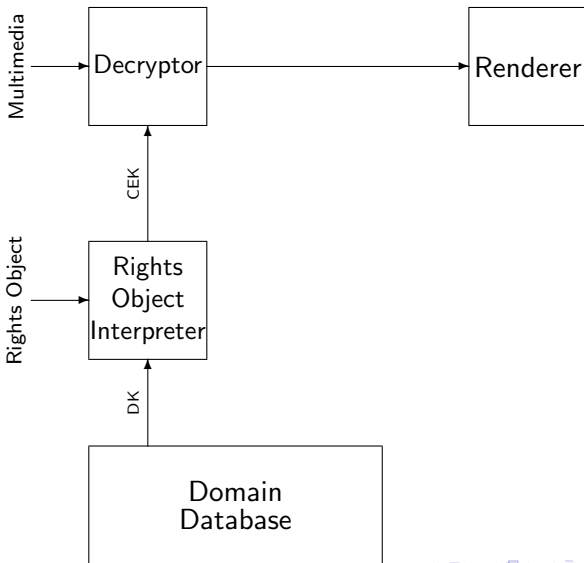 Multimedia
Decryptor
Renderer
CEK
Rights Object
Rights
Object
Interpreter
DK
Domain
Database